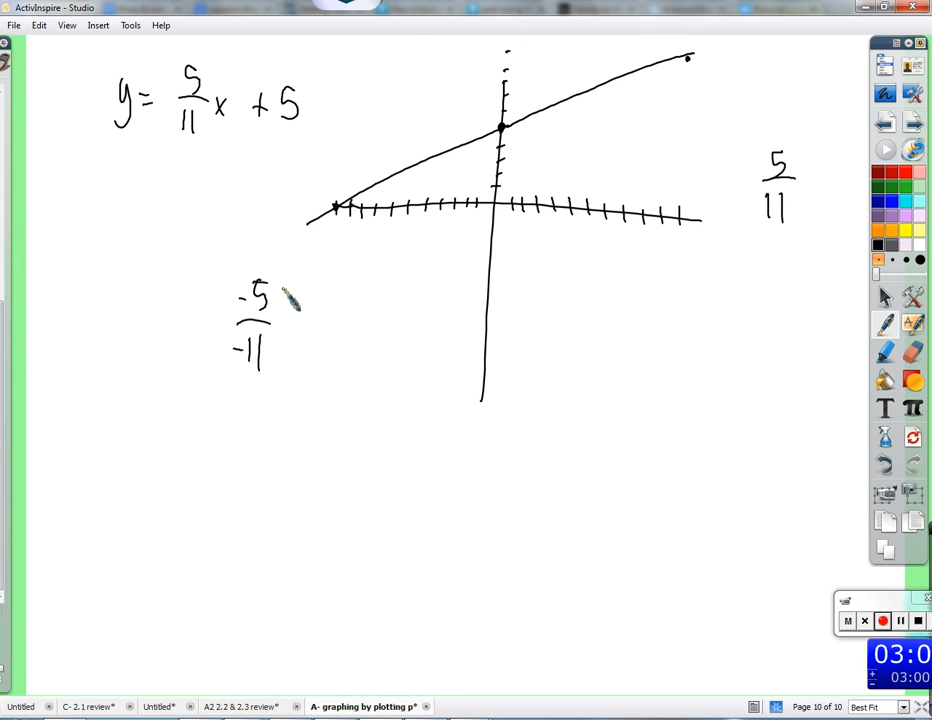 ActivInspire - Studio
File Edit View Insert Tools Help
y = 5/11 x + 5
5
11
-5
-11
M
03:0
03:00
Untitled C- 2.1 review* Untitled* A2 2.2 & 2.3 review* A- graphing by plotting p* Page 10 of 10 Best Fit